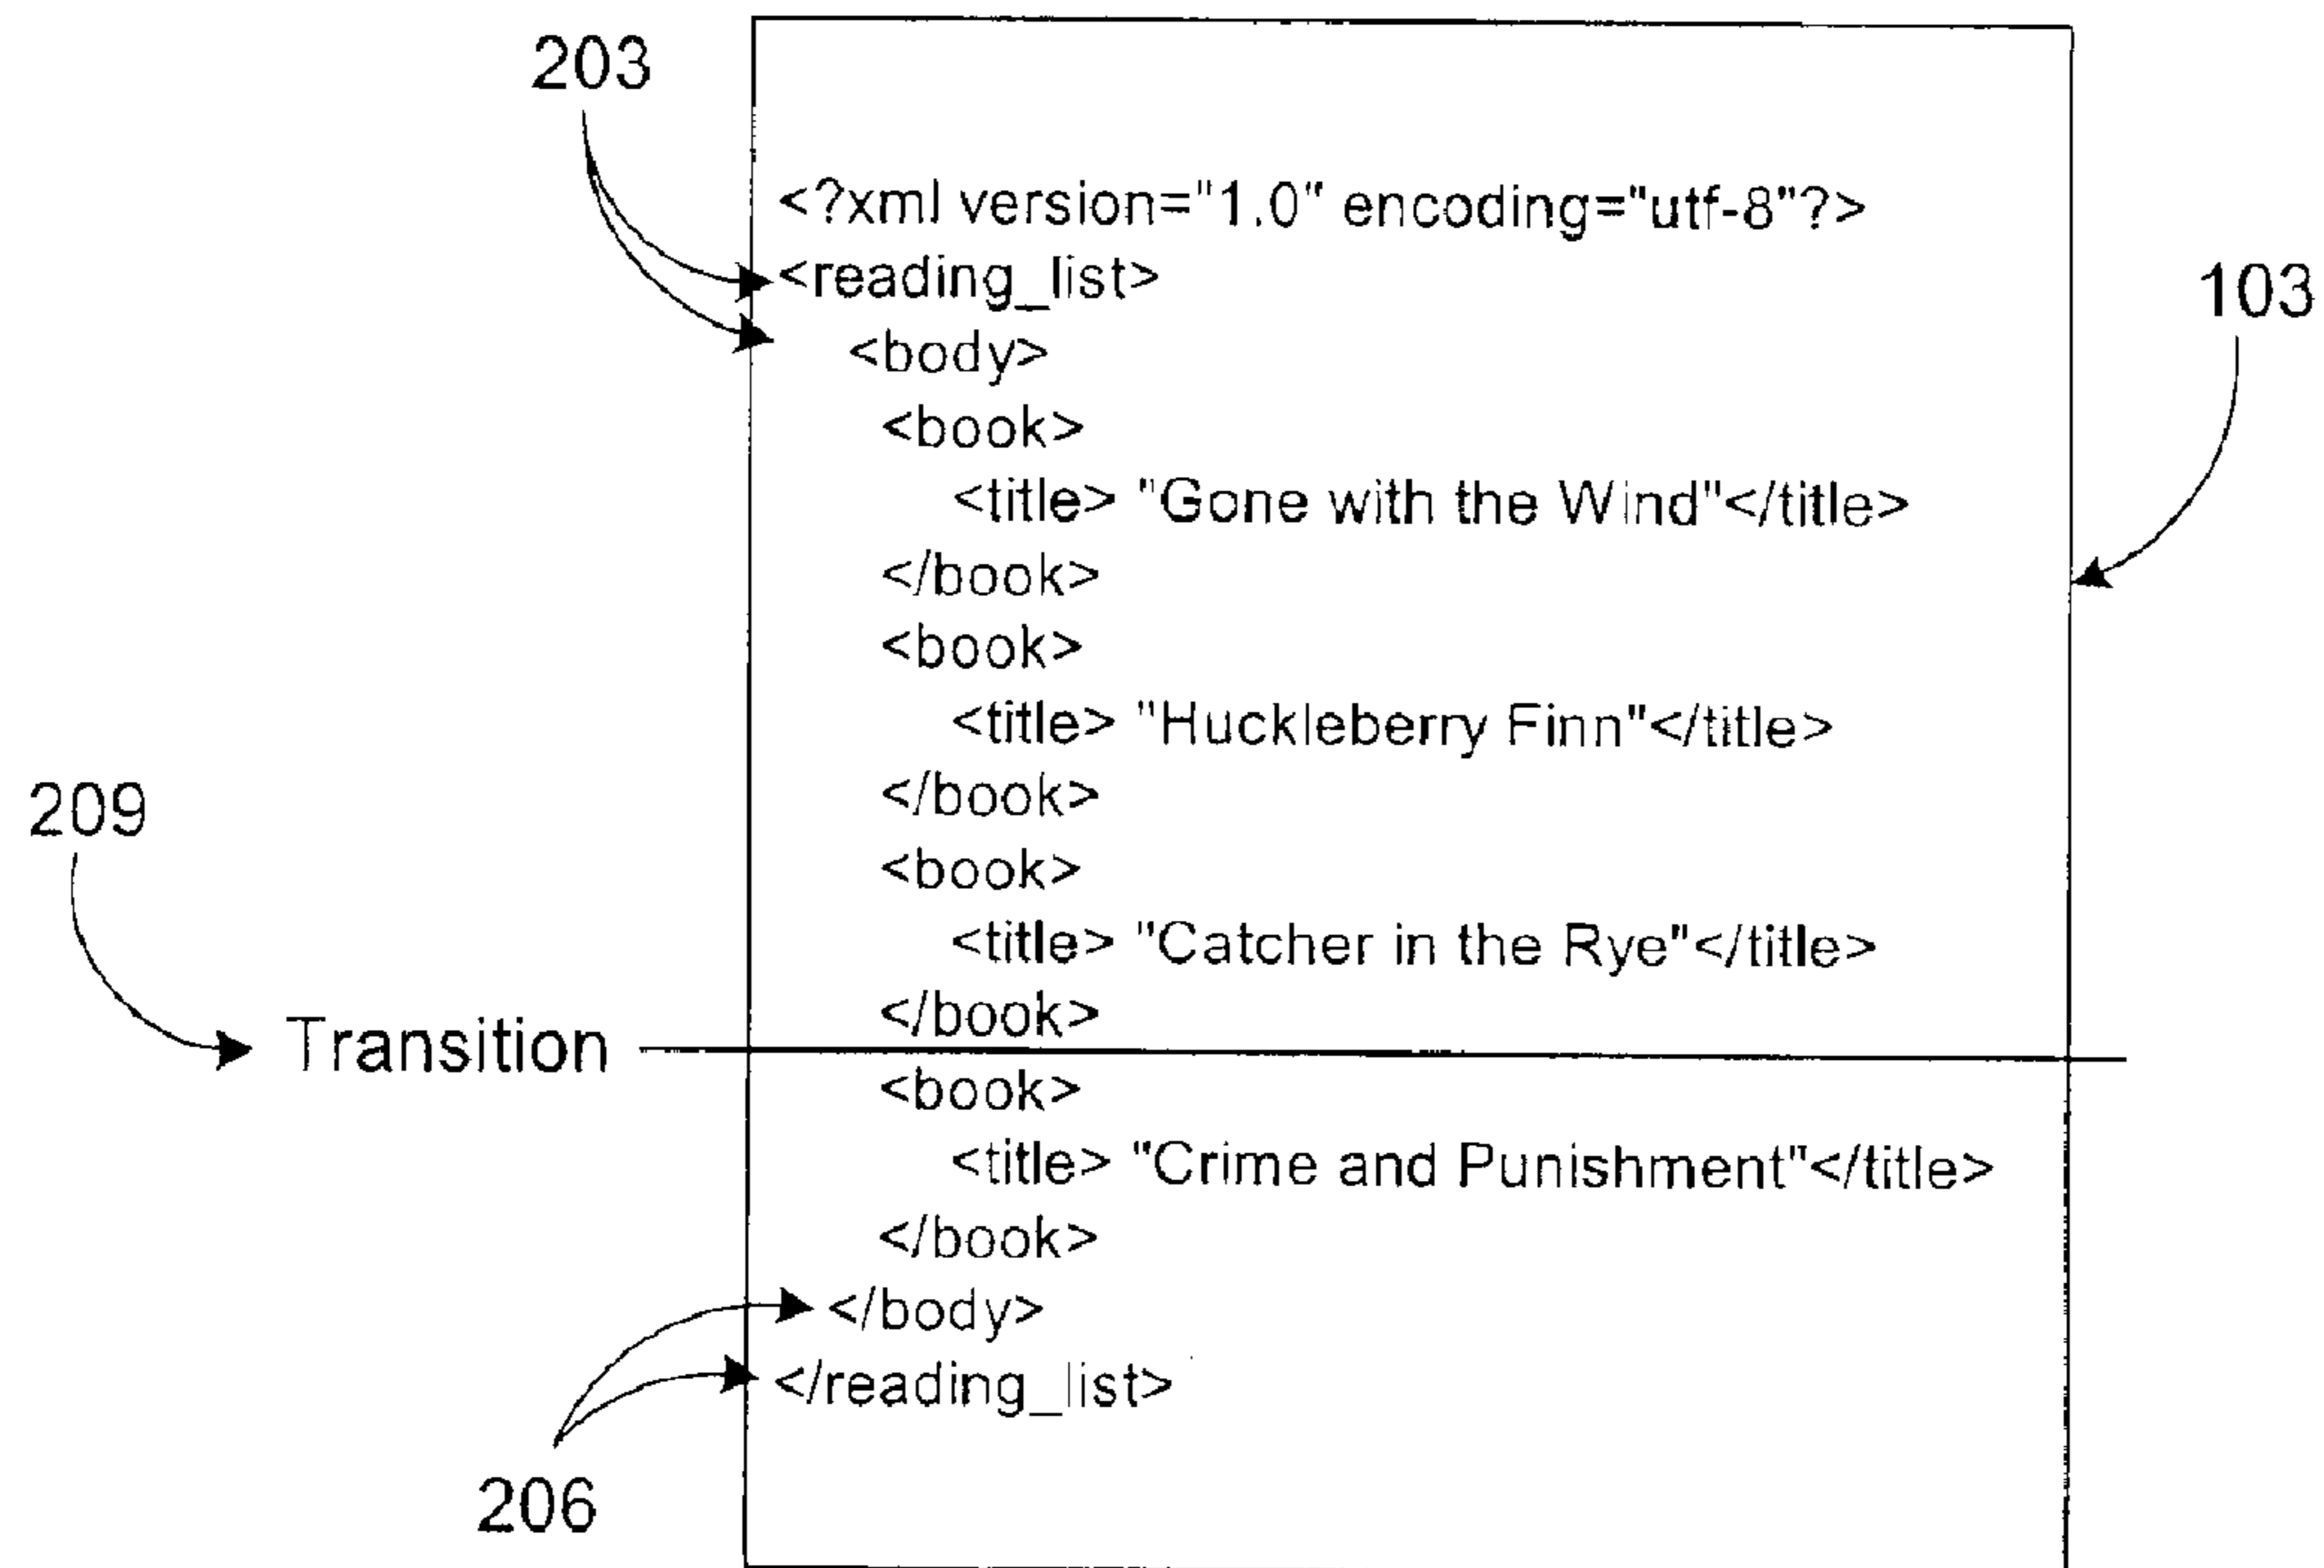 203
<?xml version="1.0" encoding="utf-8"?>
<reading_list>
103
<body>
<book>
<title> "Gone with the Wind"</title>
</book>
<book>
<title> "Huckleberry Finn"</title>
</book>
209
<book>
<title> "Catcher in the Rye"</title>
</book>
Transition
<book>
<title> "Crime and Punishment"</title>
</book>
</body>
</reading_list>
206